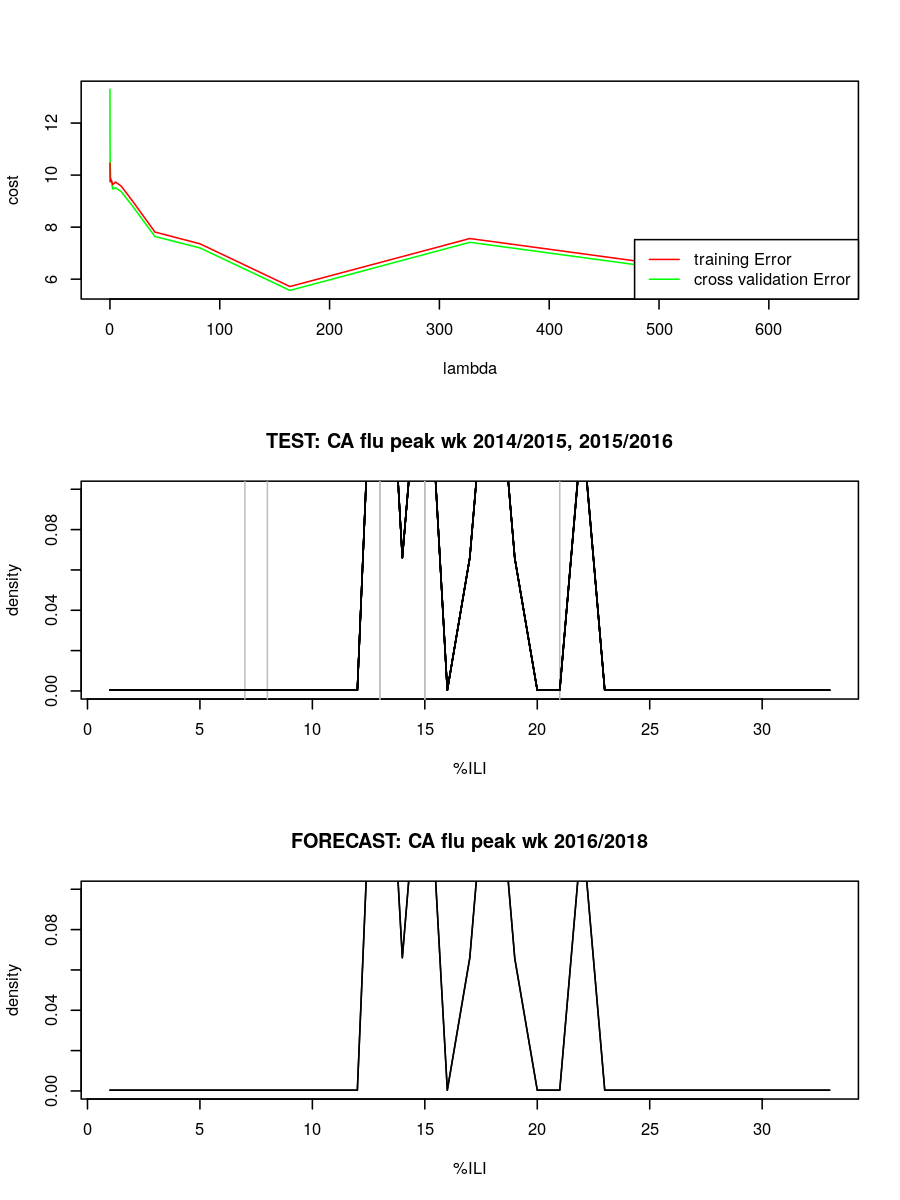 12
10
8
6
cost
training Error
cross validation Error
0 100 200 300 400 500 600
lambda
TEST: CA flu peak wk 2014/2015, 2015/2016
0.08
0.04
0.00
density
0 5 10 15 20 25 30
%ILI
FORECAST: CA flu peak wk 2016/2018
0.08
0.04
0.00
density
0 5 10 15 20 25 30
%ILI